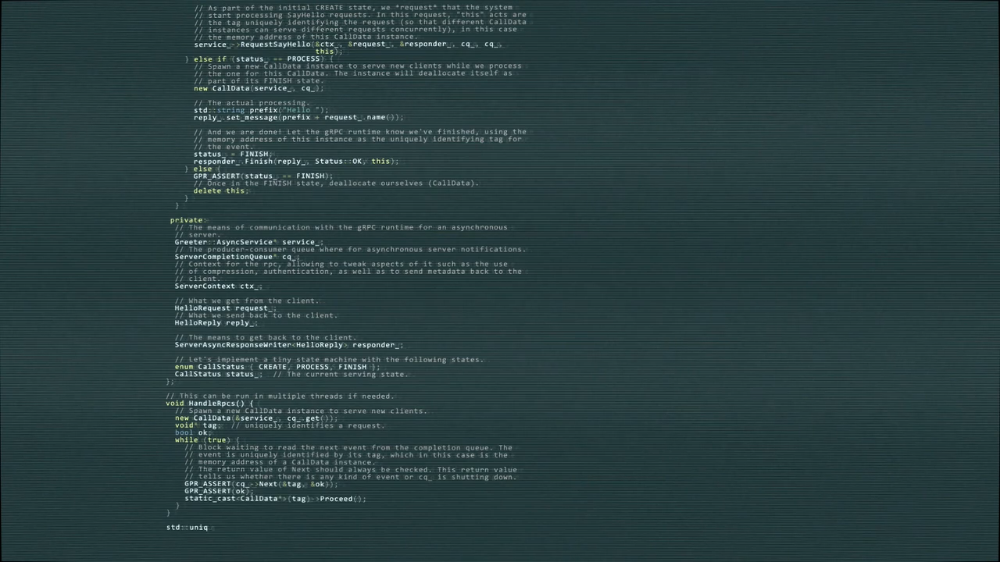 // As part of the initial CREATE state, we *request* that the system
// start processing SayHello requests. In this request, "this" acts are
// the tag uniquely identifying the request (so that different CallData
// instances can serve different requests concurrently), in this case
// the memory address of this CallData instance.
service_->RequestSayHello(&ctx_, &request_, &responder_, cq_, cq_,
this);
} else if (status_ == PROCESS) {
// Spawn a new CallData instance to serve new clients while we process
// the one for this CallData. The instance will deallocate itself as
// part of its FINISH state.
new CallData(service_, cq_);
// The actual processing.
std::string prefix("Hello ");
reply_.set_message(prefix + request_.name());
// And we are done! Let the gRPC runtime know we've finished, using the
// memory address of this instance as the uniquely identifying tag for
// the event.
status_ = FINISH;
responder_.Finish(reply_, Status::OK, this);
} else {
GPR_ASSERT(status_ == FINISH);
// Once in the FINISH state, deallocate ourselves (CallData).
delete this;
}
}
private:
// The means of communication with the gRPC runtime for an asynchronous
// server.
Greeter::AsyncService* service_;
// The producer-consumer queue where for asynchronous server notifications.
ServerCompletionQueue* cq_;
// Context for the rpc, allowing to tweak aspects of it such as the use
// of compression, authentication, as well as to send metadata back to the
// client.
ServerContext ctx_;
// What we get from the client.
HelloRequest request_;
// What we send back to the client.
HelloReply reply_;
// The means to get back to the client.
ServerAsyncResponseWriter<HelloReply> responder_;
// Let's implement a tiny state machine with the following states.
enum CallStatus { CREATE, PROCESS, FINISH };
CallStatus status_;  // The current serving state.
};
// This can be run in multiple threads if needed.
void HandleRpcs() {
// Spawn a new CallData instance to serve new clients.
new CallData(&service_, cq_.get());
void* tag;  // uniquely identifies a request.
bool ok;
while (true) {
// Block waiting to read the next event from the completion queue. The
// event is uniquely identified by its tag, which in this case is the
// memory address of a CallData instance.
// The return value of Next should always be checked. This return value
// tells us whether there is any kind of event or cq_ is shutting down.
GPR_ASSERT(cq_->Next(&tag, &ok));
GPR_ASSERT(ok);
static_cast<CallData*>(tag)->Proceed();
}
}
std::uniq